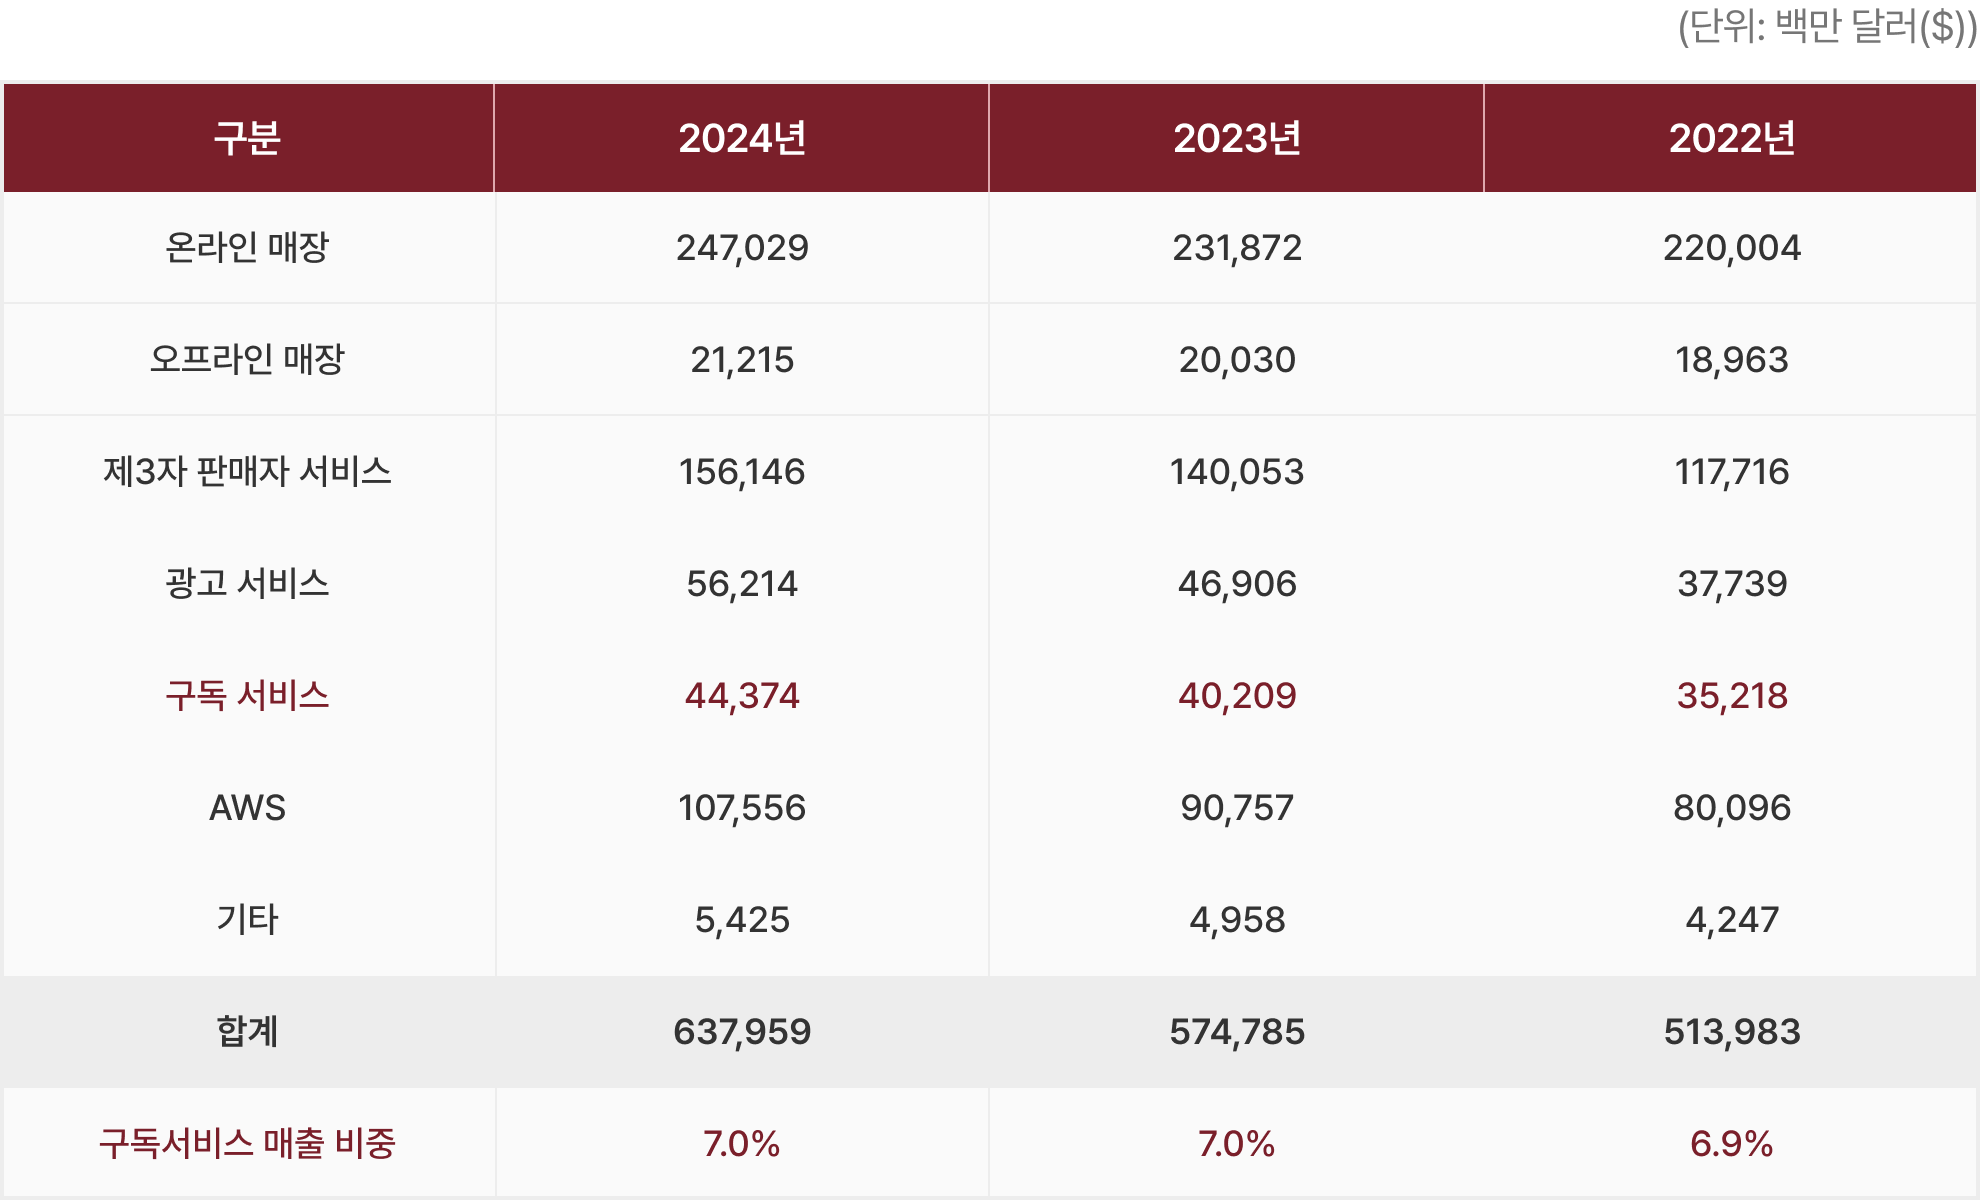 (단위: 백만 달러($))
구분 2024년 2023년 2022년
온라인 매장 247,029 231,872 220,004
오프라인 매장 21,215 20,030 18,963
제3자 판매자 서비스 156,146 140,053 117,716
광고 서비스 56,214 46,906 37,739
구독 서비스 44,374 40,209 35,218
AWS 107,556 90,757 80,096
기타 5,425 4,958 4,247
합계 637,959 574,785 513,983
구독서비스 매출 비중 7.0% 7.0% 6.9%